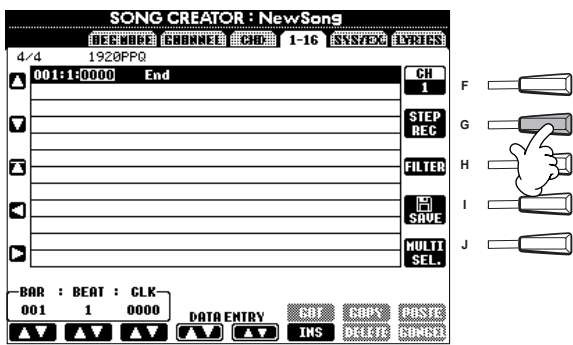 SONG CREATOR : NewSong
REC MODE CHANNEL CHD 1-16 SYS/EX. LYRICS
4/4 1920PPQ
001:1:0000 End
CH
1
F
STEP
REC
G
FILTER
H
SAVE
I
MULTI
SEL.
J
BAR : BEAT : CLK
001 1 0000
DATA ENTRY
CUT COPY PASTE
INS DELETE CANCEL